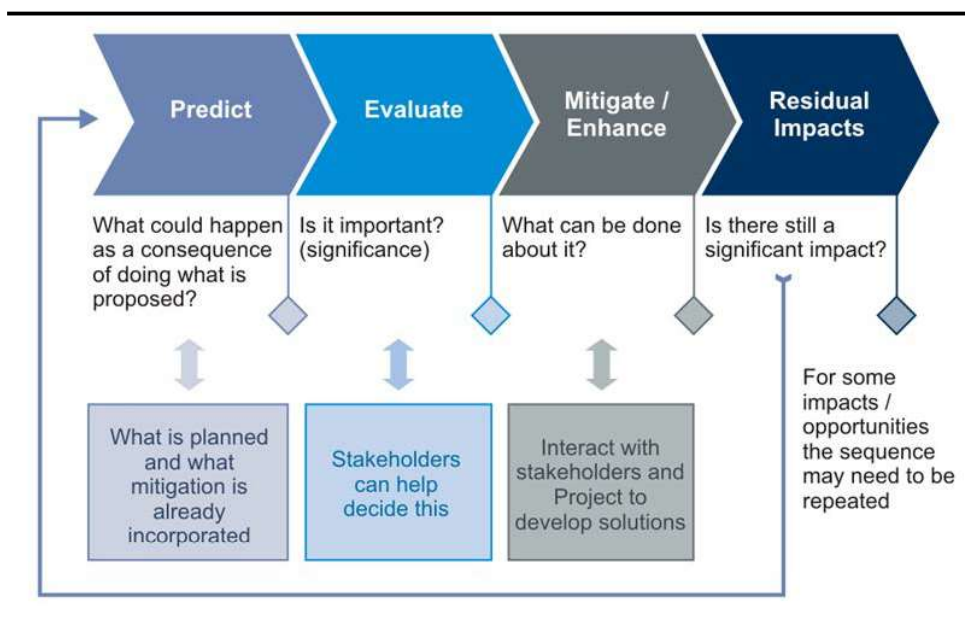 Predict
Evaluate
Mitigate /
Enhance
Residual
Impacts
What could happen
as a consequence
of doing what is
proposed?
Is it important?
(significance)
What can be done
about it?
Is there still a
significant impact?
What is planned
and what
mitigation is
already
incorporated
Stakeholders
can help
decide this
Interact with
stakeholders and
Project to
develop solutions
For some
impacts /
opportunities
the sequence
may need to be
repeated